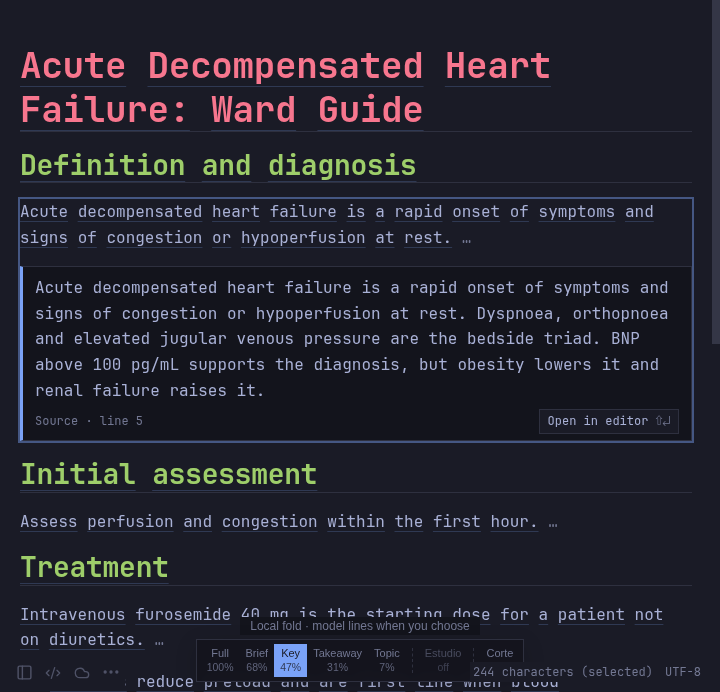 Acute Decompensated Heart
Failure: Ward Guide
Definition and diagnosis
Acute decompensated heart failure is a rapid onset of symptoms and
signs of congestion or hypoperfusion at rest. …
Acute decompensated heart failure is a rapid onset of symptoms and
signs of congestion or hypoperfusion at rest. Dyspnoea, orthopnoea
and elevated jugular venous pressure are the bedside triad. BNP
above 100 pg/mL supports the diagnosis, but obesity lowers it and
renal failure raises it.
Source · line 5
Open in editor ⇧↵
Initial assessment
Assess perfusion and congestion within the first hour. …
Treatment
Intravenous furosemide 40 mg is the starting dose for a patient not
on diuretics. …
Local fold · model lines when you choose
Full Brief Key Takeaway Topic Estudio Corte
100% 68% 47% 31% 7% off
244 characters (selected) UTF-8
reduce preload and are first line when blood